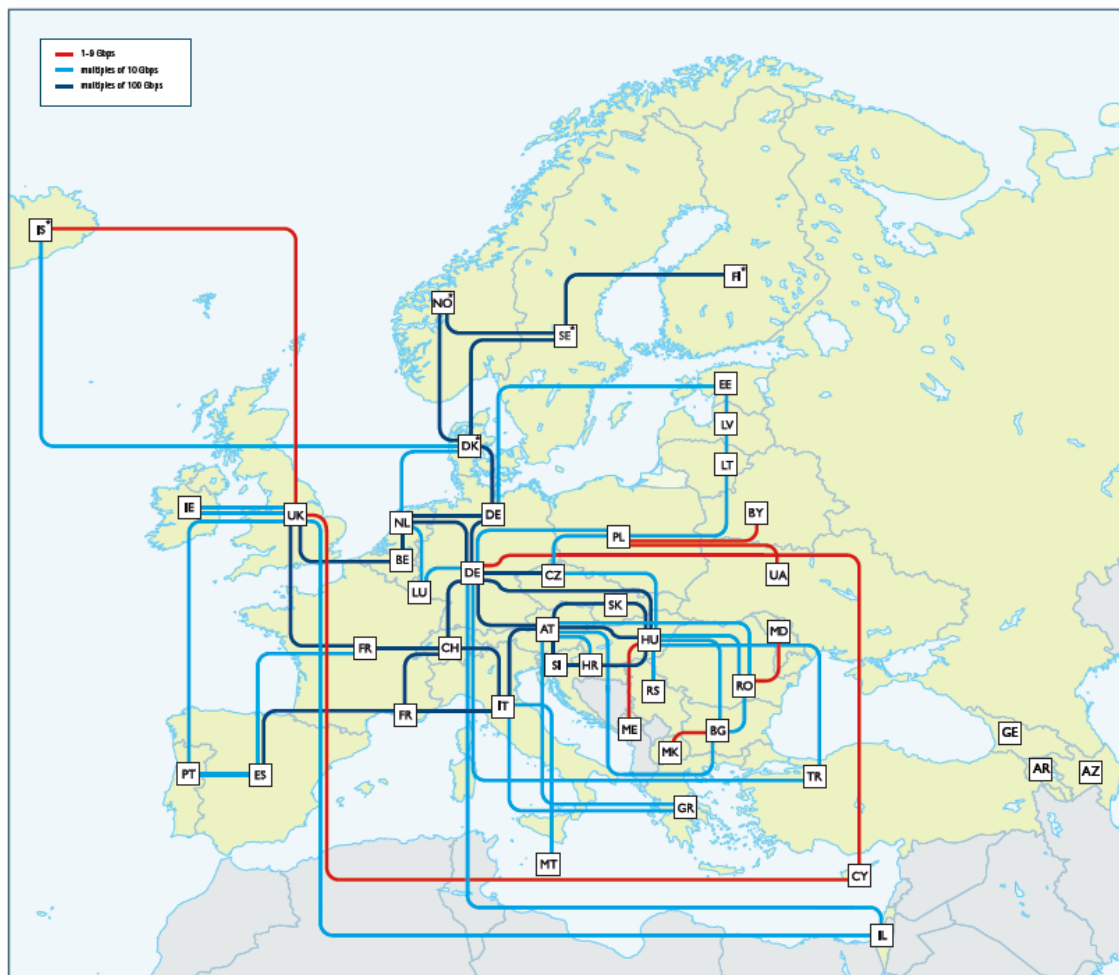 1-9 Gbps
multiples of 10 Gbps
multiples of 100 Gbps
IS*
FI*
NO*
SE*
EE
LV
DK*
LT
IE
UK
NL
DE
BY
PL
BE
DE
CZ
UA
LU
SK
AT
HU
MD
FR
CH
SI
HR
RO
RS
IT
FR
ME
BG
MK
GE
PT
ES
TR
AR
AZ
GR
MT
CY
IL